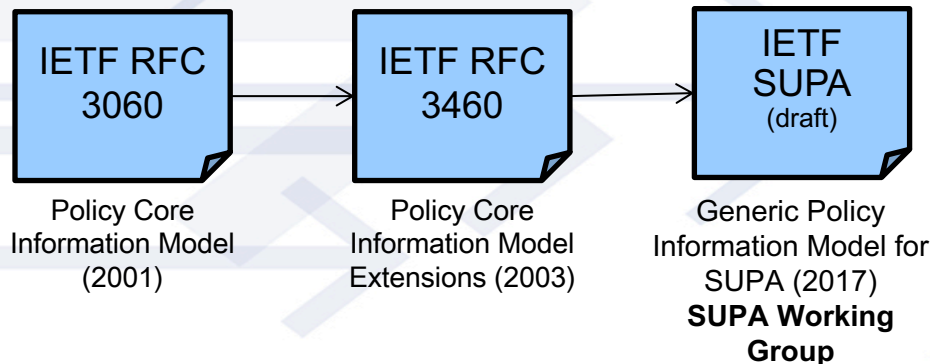 IETF RFC
3060
IETF RFC
3460
IETF
SUPA
(draft)
Policy Core
Information Model
(2001)
Policy Core
Information Model
Extensions (2003)
Generic Policy
Information Model for
SUPA (2017)
SUPA Working
Group